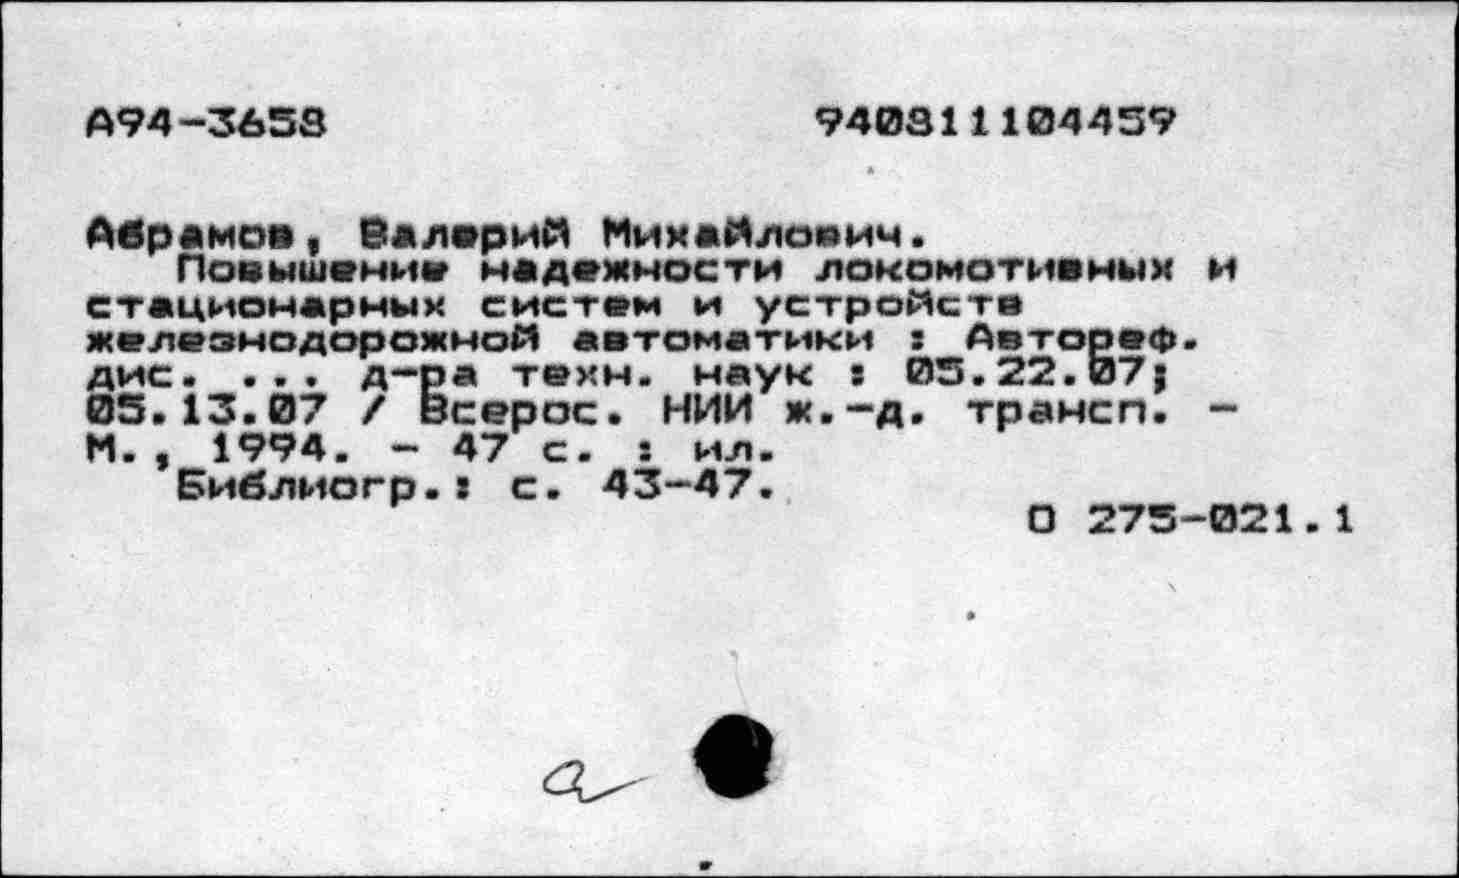 А94-3658 940811104459
Абрамов, Валерий Михайлович.
Повышение надежности локомотивных и
стационарных систем и устройств
железнодорожной автоматики : Автореф.
дис. ... д-ра техн. наук : 05.22.07;
05.13.07 / Всерос. НИИ ж.-д. трансп. -
М., 1994. - 47 с. : ил.
Библиогр.: с. 43-47.
О 275-021.1